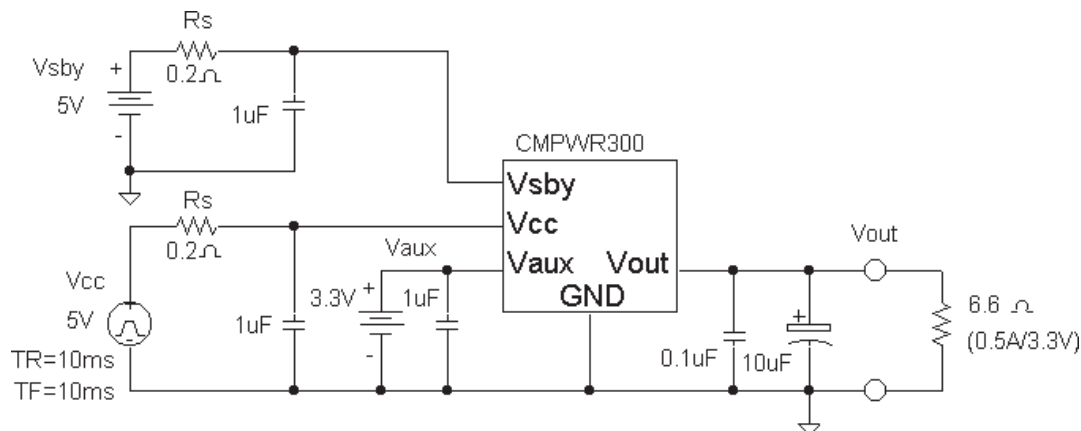 Rs
0.2Ω
Vsby
5V
+
-
1uF
CMPWR300
Vsby
Vcc
Vaux
Vout
GND
Rs
0.2Ω
Vcc
5V
TR=10ms
TF=10ms
1uF
Vaux
3.3V
+
-
1uF
0.1uF
+
10uF
Vout
6.6 Ω
(0.5A/3.3V)